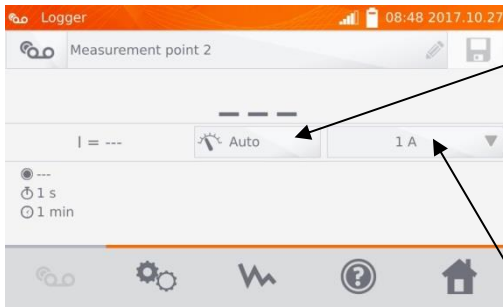 Logger 08:48 2017.10.27
Measurement point 2
---
I = --- Auto 1 A
---
1 s
1 min
?